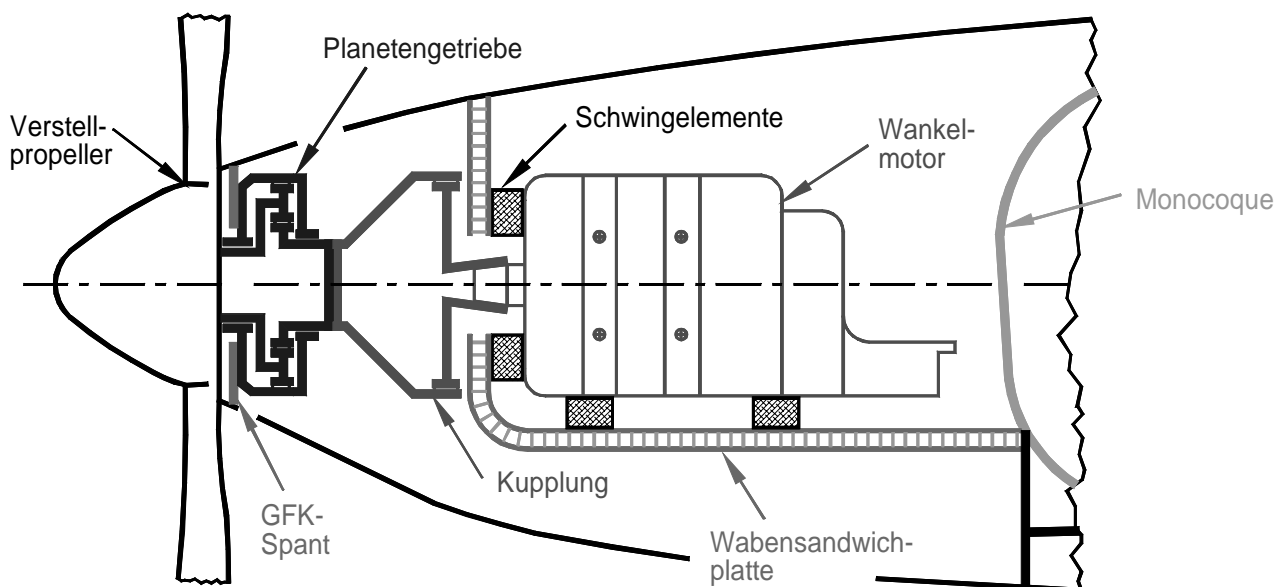 Planetengetriebe
Verstell-
propeller
Schwingelemente
Wankel-
motor
Monocoque
Kupplung
GFK-
Spant
Wabensandwich-
platte